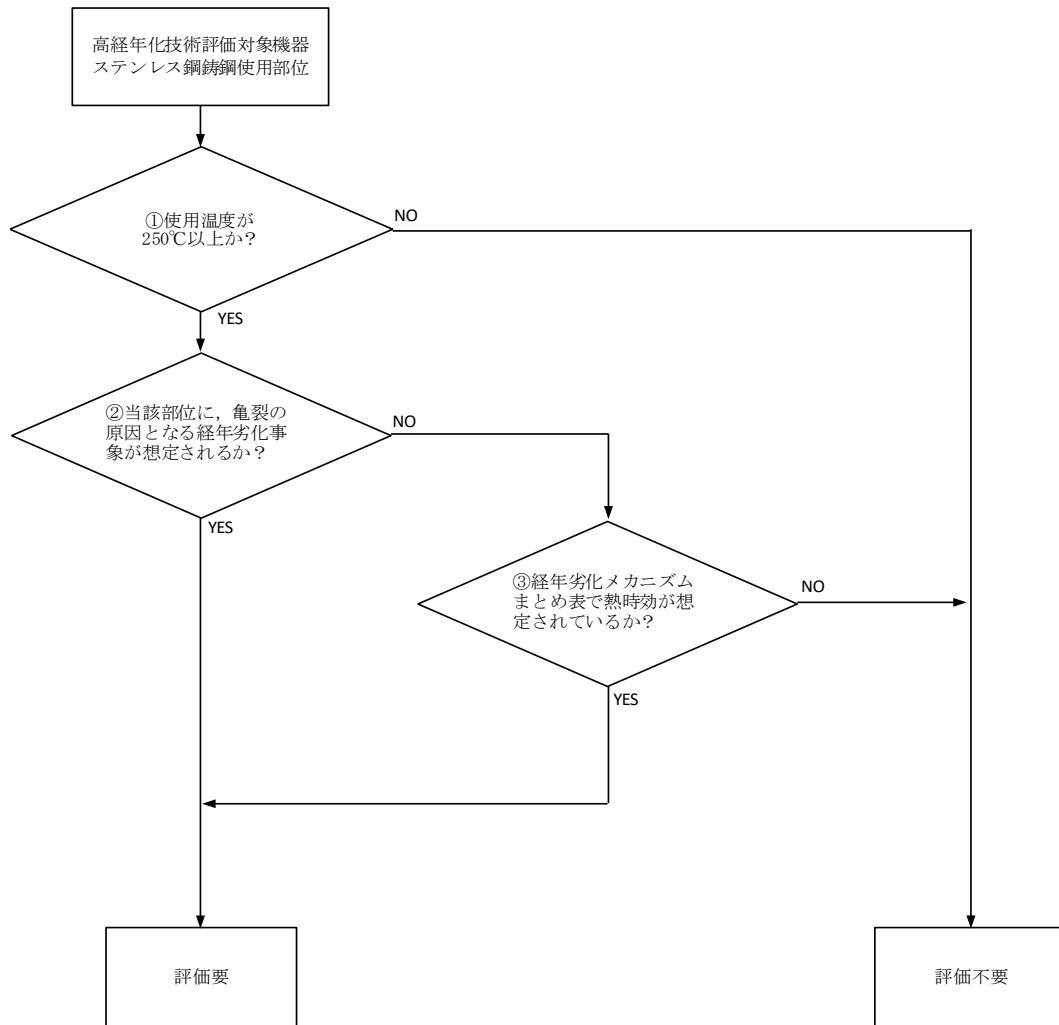 高経年化技術評価対象機器
ステンレス鋼鋳鋼使用部位
①使用温度が
250℃以上か？
NO
YES
②当該部位に，亀裂の
原因となる経年劣化事
象が想定されるか？
NO
YES
③経年劣化メカニズム
まとめ表で熱時効が想
定されているか？
NO
YES
評価要
評価不要